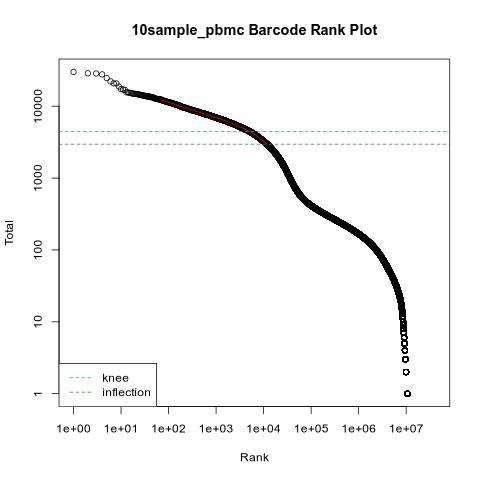 10sample_pbmc Barcode Rank Plot
Total
10000
1000
100
10
1
knee
inflection
1e+00 1e+01 1e+02 1e+03 1e+04 1e+05 1e+06 1e+07
Rank